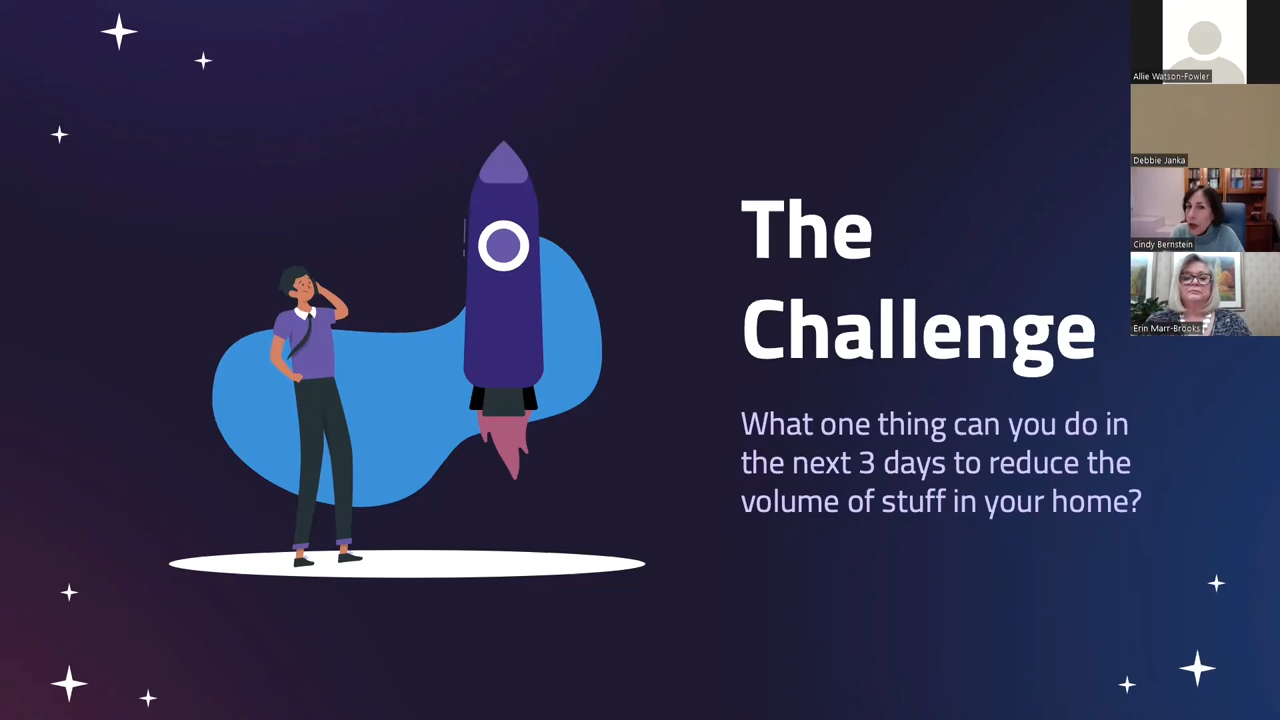 The
Challenge
What one thing can you do in
the next 3 days to reduce the
volume of stuff in your home?
Allie Watson-Fowler
Debbie Janka
Cindy Bernstein
Erin Marr-Brooks